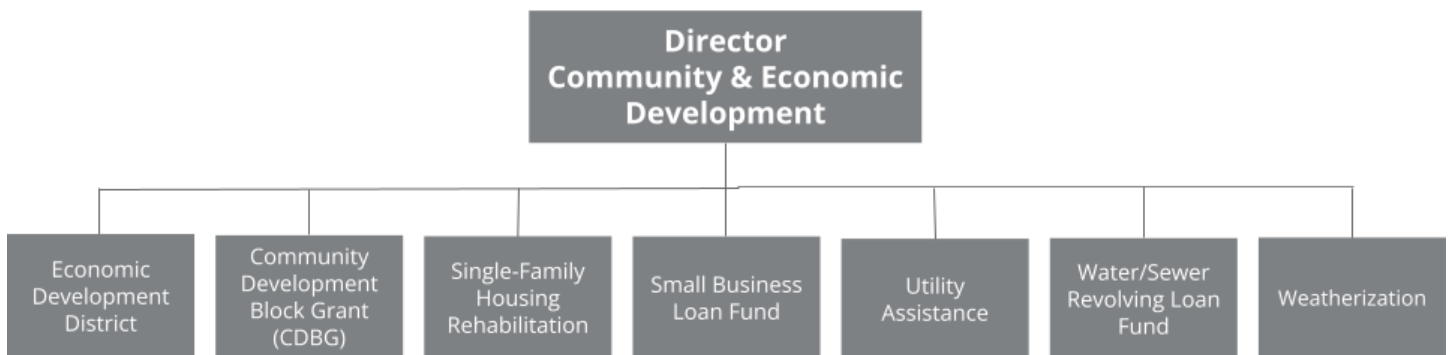 Director
Community & Economic
Development
Economic
Development
District
Community
Development
Block Grant
(CDBG)
Single-Family
Housing
Rehabilitation
Small Business
Loan Fund
Utility
Assistance
Water/Sewer
Revolving Loan
Fund
Weatherization